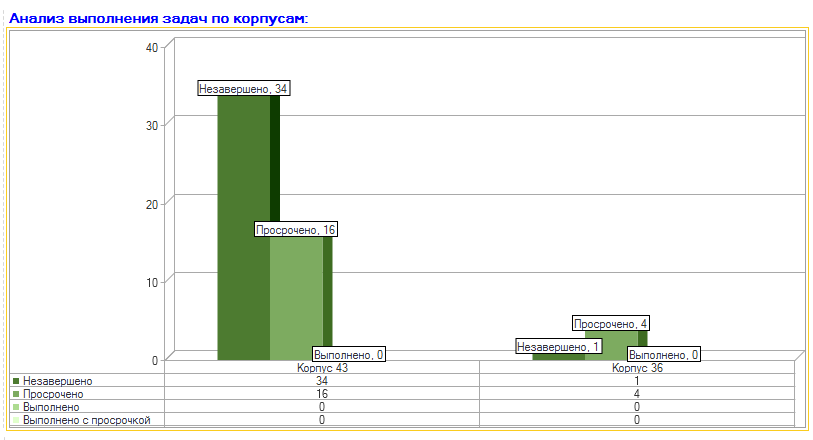 Анализ выполнения задач по корпусам:
40
Незавершено, 34
30
Просрочено, 16
20
10
Просрочено, 4
Незавершено, 1
Выполнено, 0
Выполнено, 0
0
Корпус 43 Корпус 36
Незавершено 34 1
Просрочено 16 4
Выполнено 0 0
Выполнено с просрочкой 0 0